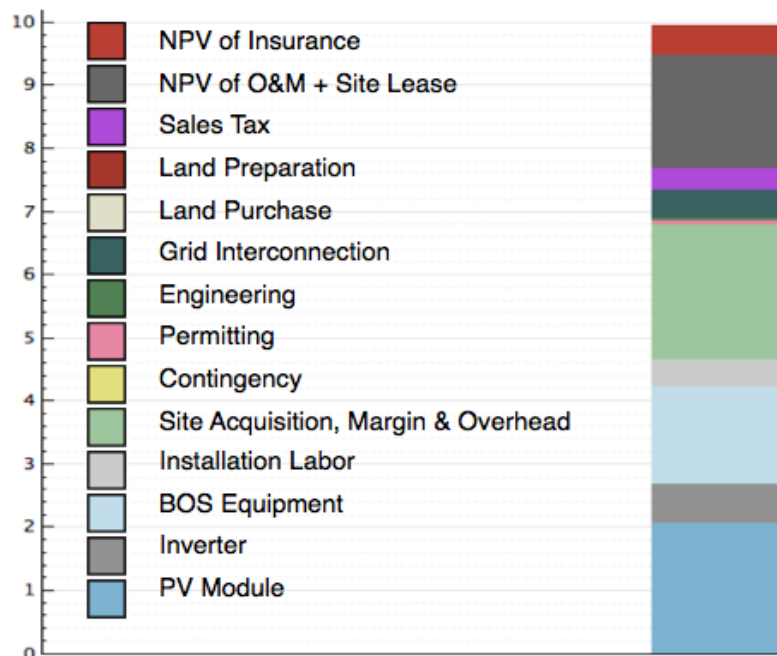 10
NPV of Insurance
9
NPV of O&M + Site Lease
Sales Tax
8
Land Preparation
7
Land Purchase
Grid Interconnection
6
Engineering
5
Permitting
Contingency
4
Site Acquisition, Margin & Overhead
3
Installation Labor
BOS Equipment
2
Inverter
1
PV Module
0